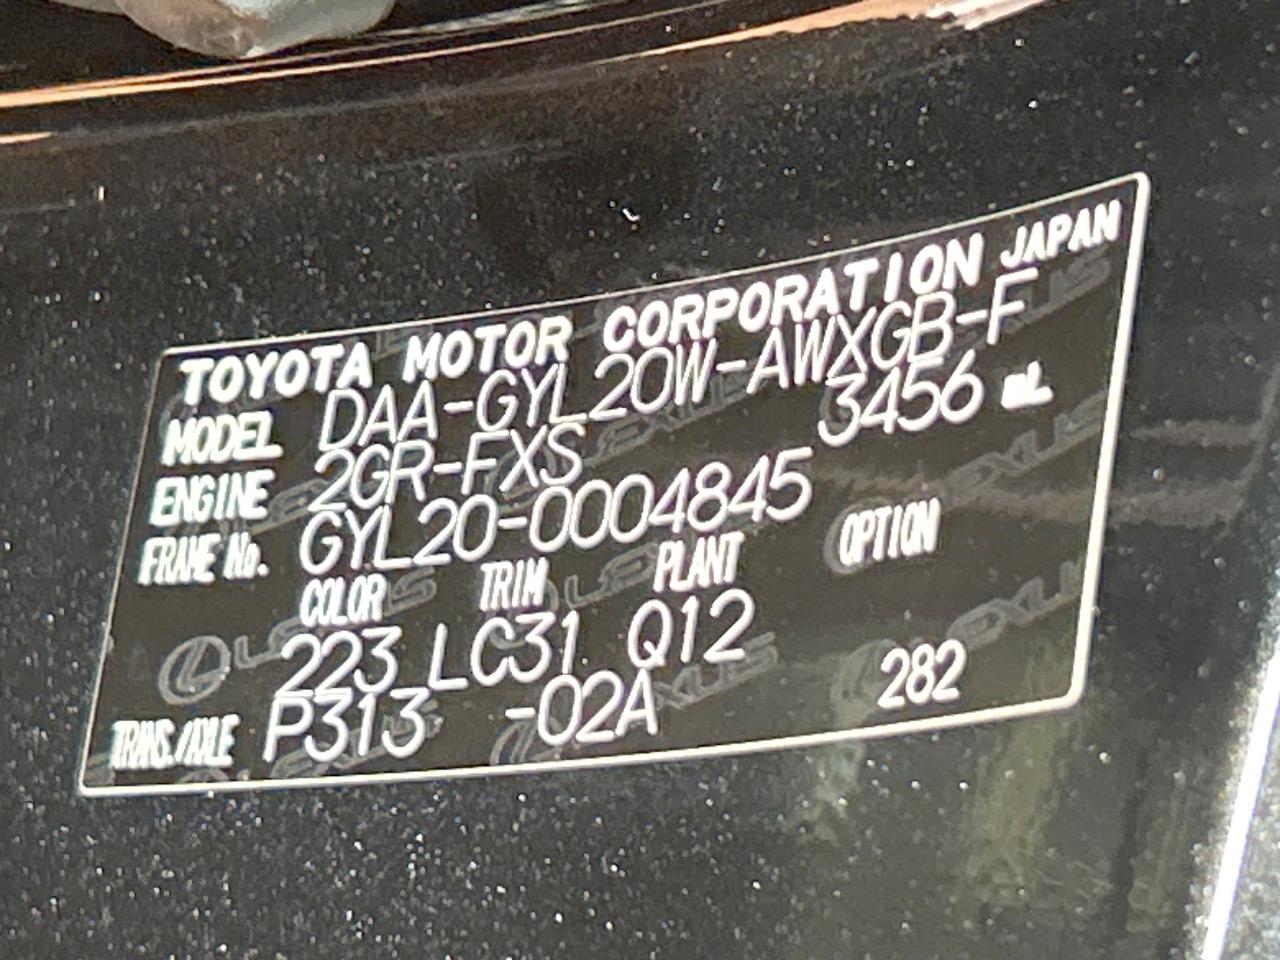 TOYOTA MOTOR CORPORATION JAPAN
MODEL DAA-GYL20W-AWXGB-F
ENGINE 2GR-FXS 3456 mL
FRAME No. GYL20-0004845
COLOR TRIM PLANT OPTION
223 LC31 Q12
TRANS./AXLE P313 -02A 282
LEXUS